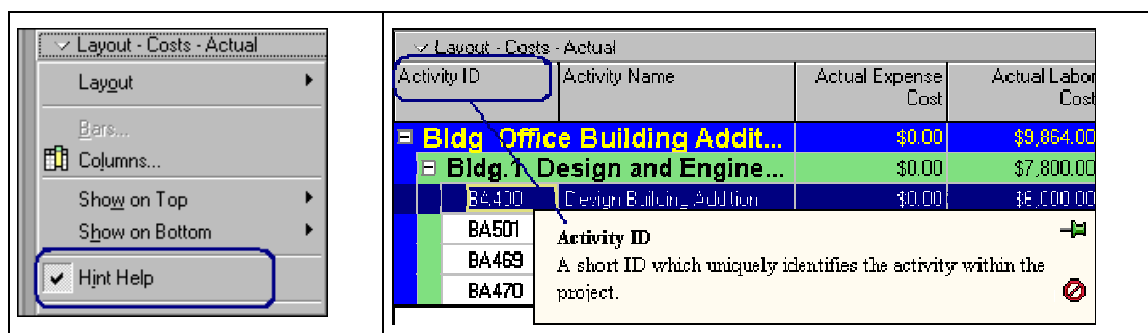 Layout - Costs - Actual
Layout
Bars...
Columns...
Show on Top
Show on Bottom
Hint Help
Layout - Costs - Actual
Activity ID Activity Name Actual Expense Cost Actual Labor Cost
Bldg Office Building Addit... $0.00 $9,864.00
Bldg.1 Design and Engine... $0.00 $7,800.00
BA400 Design Building Addition $0.00 $6,000.00
BA501
BA469
BA470
Activity ID
A short ID which uniquely identifies the activity within the
project.